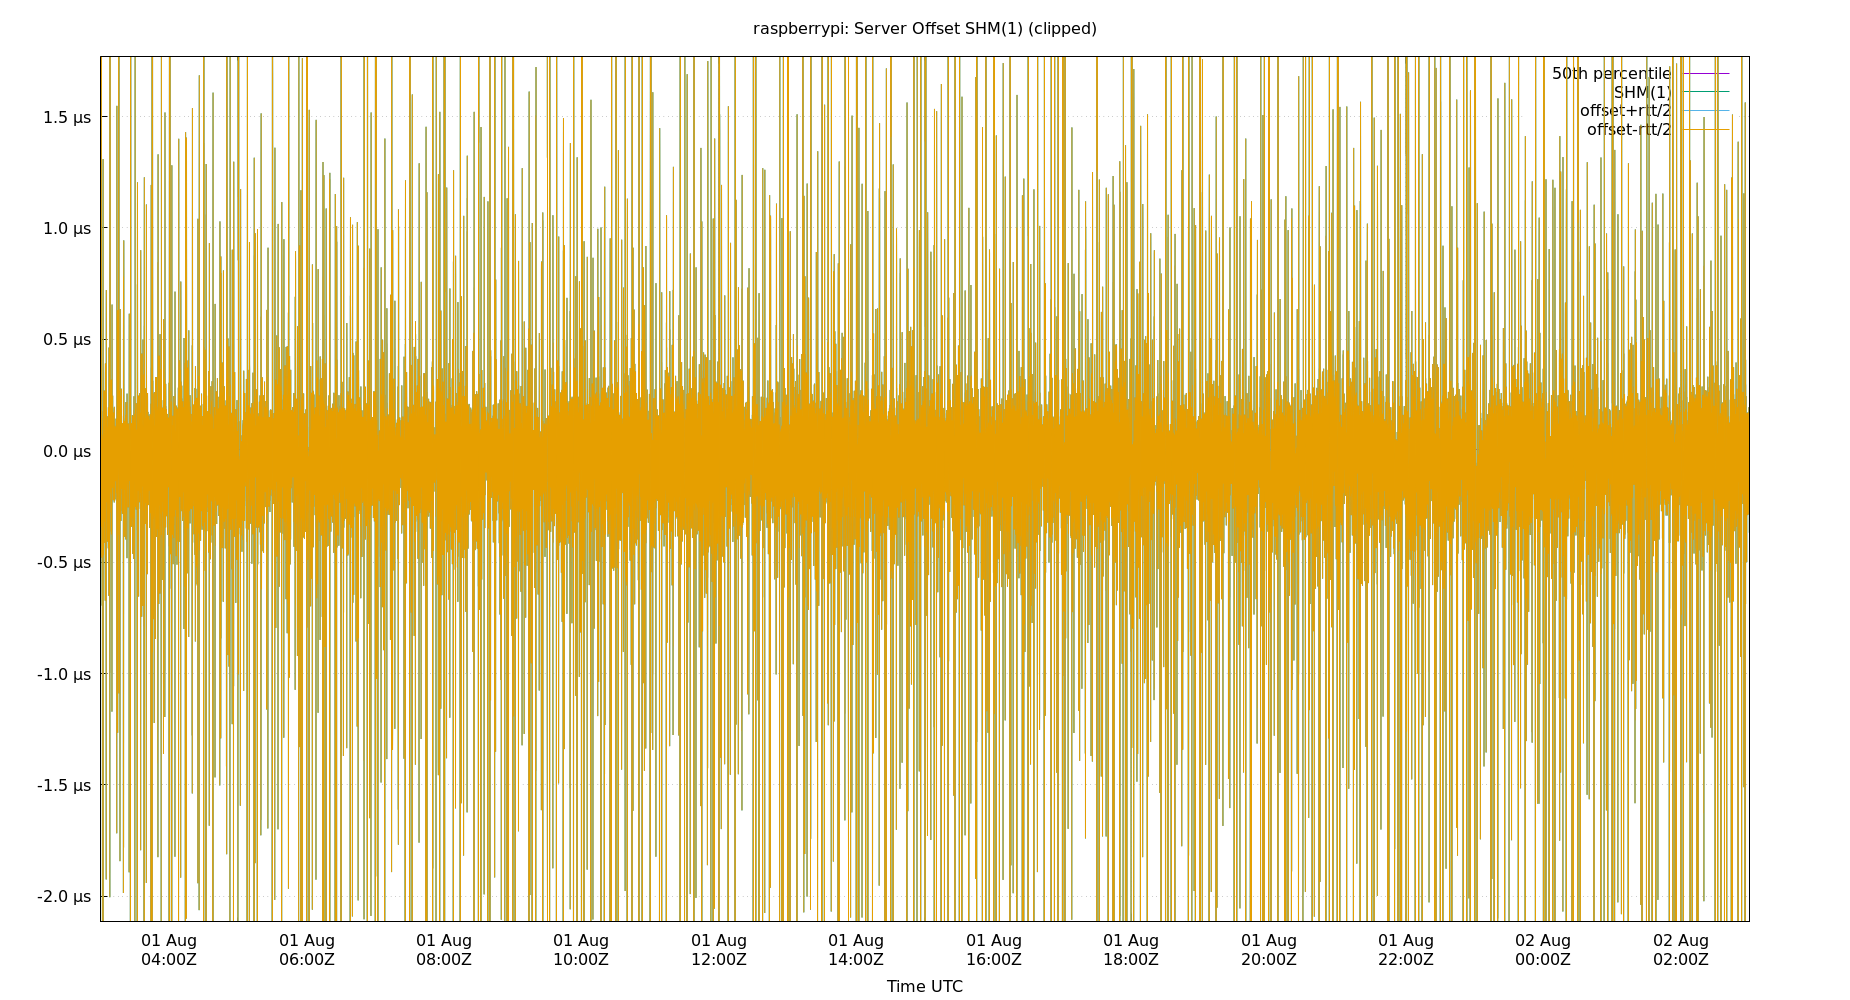 raspberrypi: Server Offset SHM(1) (clipped)
50th percentile
SHM(1)
offset+rtt/2
offset-rtt/2
1.5 µs
1.0 µs
0.5 µs
0.0 µs
-0.5 µs
-1.0 µs
-1.5 µs
-2.0 µs
01 Aug 01 Aug 01 Aug 01 Aug 01 Aug 01 Aug 01 Aug 01 Aug 01 Aug 01 Aug 02 Aug 02 Aug
04:00Z 06:00Z 08:00Z 10:00Z 12:00Z 14:00Z 16:00Z 18:00Z 20:00Z 22:00Z 00:00Z 02:00Z
Time UTC